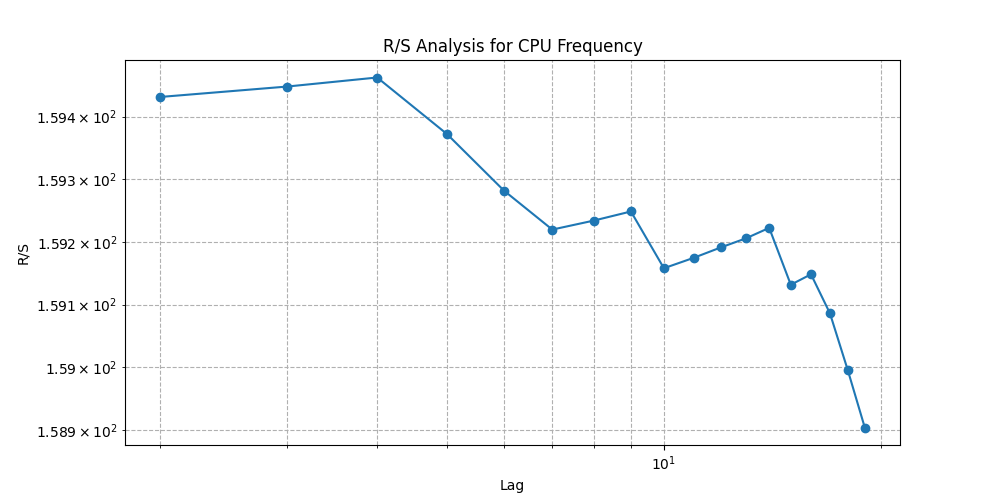 R/S Analysis for CPU Frequency
1.594 × 10²
1.593 × 10²
1.592 × 10²
1.591 × 10²
1.59 × 10²
1.589 × 10²
R/S
10¹
Lag